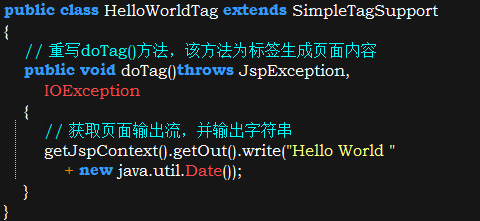 public class HelloWorldTag extends SimpleTagSupport
{
// 重写doTag()方法，该方法为标签生成页面内容
public void doTag()throws JspException,
IOException
{
// 获取页面输出流，并输出字符串
getJspContext().getOut().write("Hello World "
+ new java.util.Date());
}
}